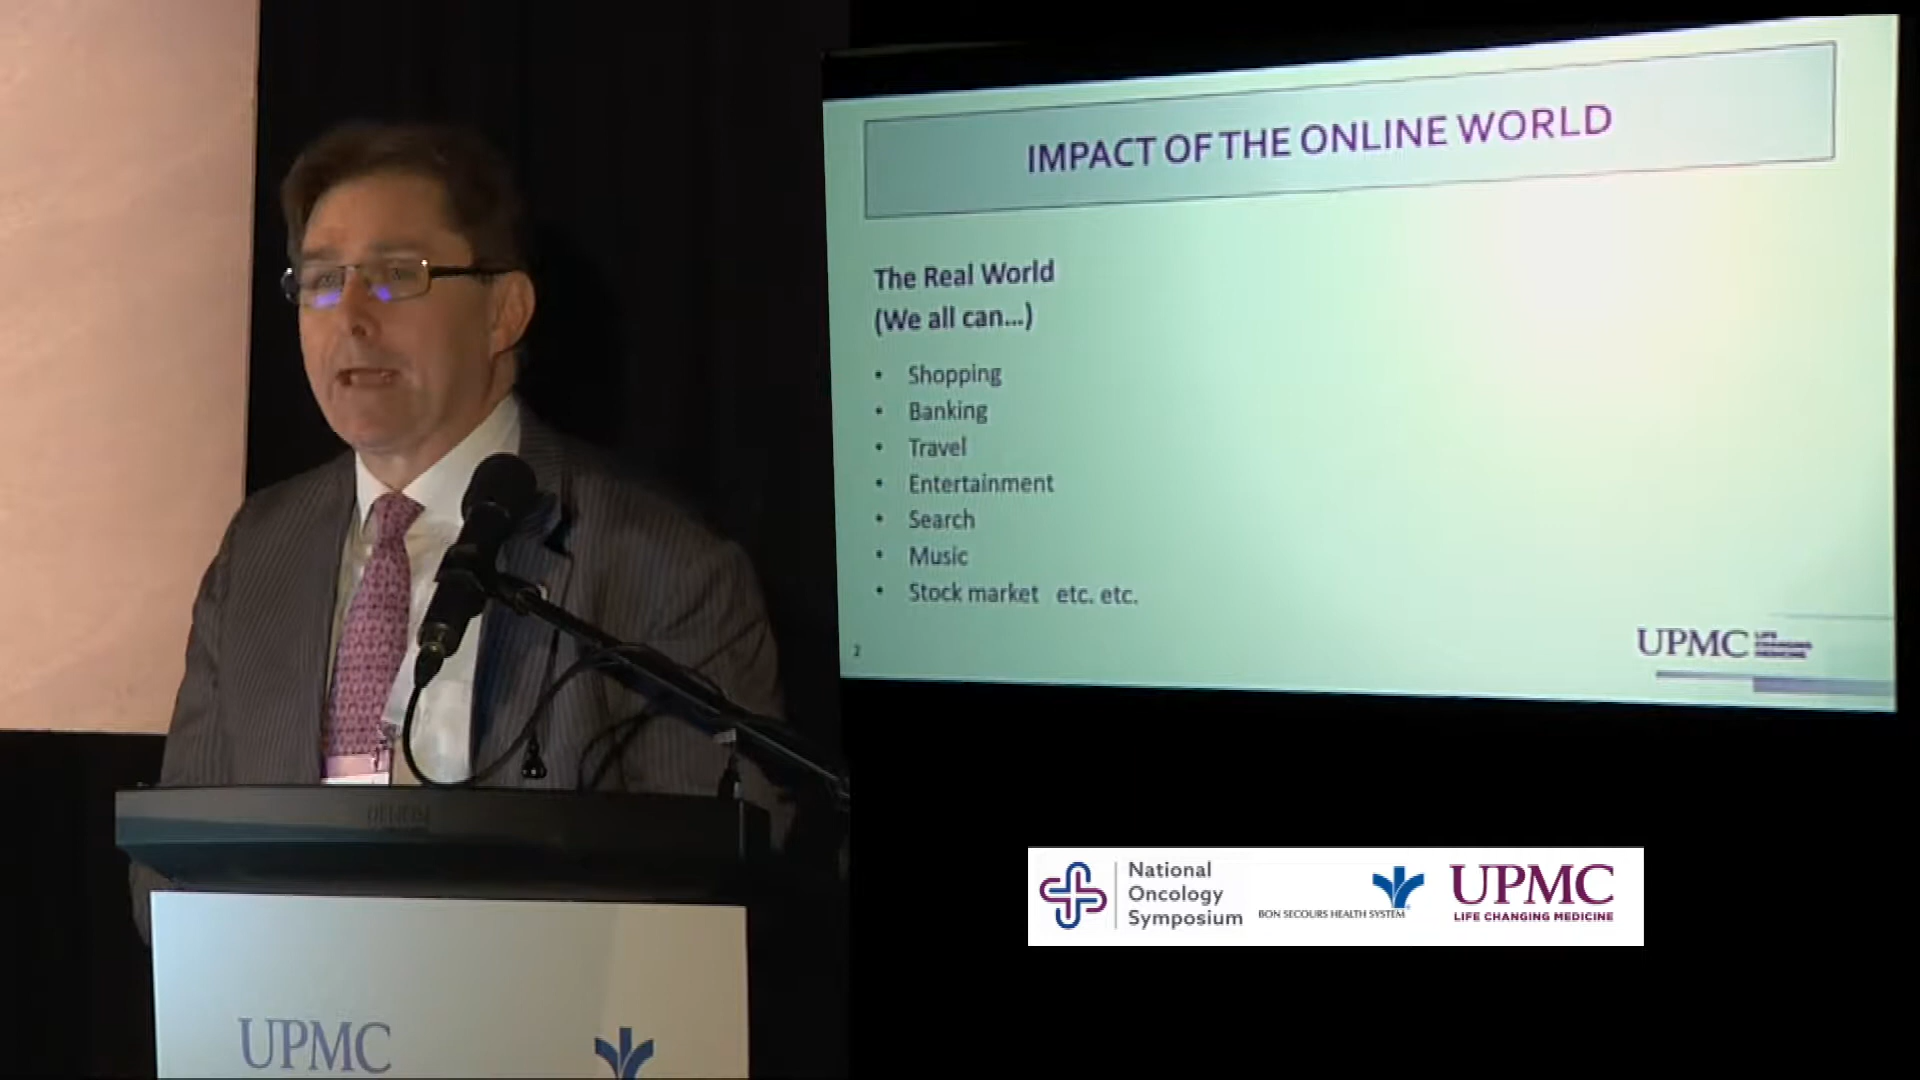 IMPACT OF THE ONLINE WORLD
The Real World
(We all can...)
• Shopping
• Banking
• Travel
• Entertainment
• Search
• Music
• Stock market etc. etc.
2
UPMC
National
Oncology
Symposium
BON SECOURS HEALTH SYSTEM
UPMC
LIFE CHANGING MEDICINE
UPMC